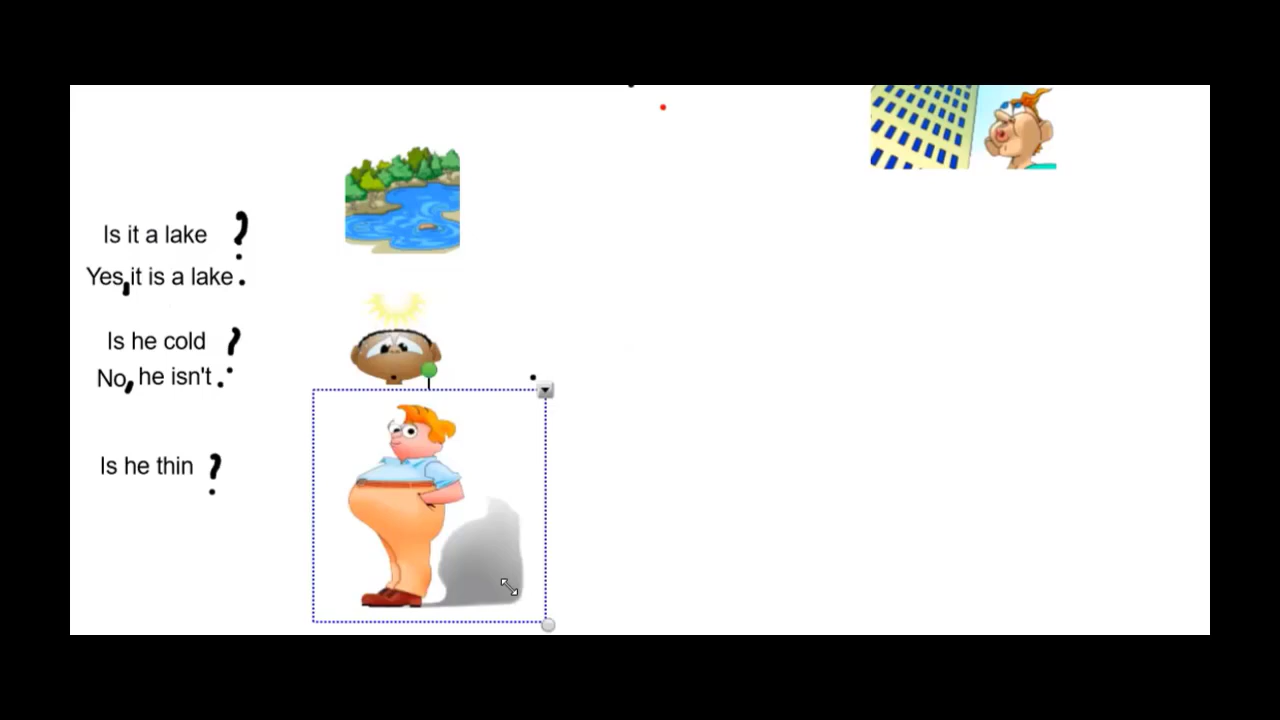 Is it a lake ?
Yes,it is a lake.
Is he cold ?
No, he isn't.
Is he thin ?